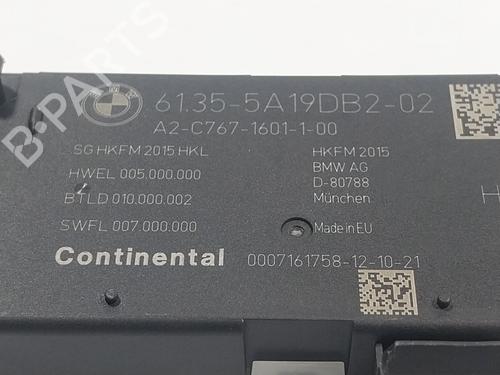 61.35-5A19DB2-02
A2-C767-1601-1-00
SG HKFM 2015 HKL
HWEL 005.000.000
BTLD 010.000.002
SWFL 007.000.000
HKFM 2015
BMW AG
D-80788
München
Made in EU
Continental 0007161758-12-10-21
H
B-PARTS